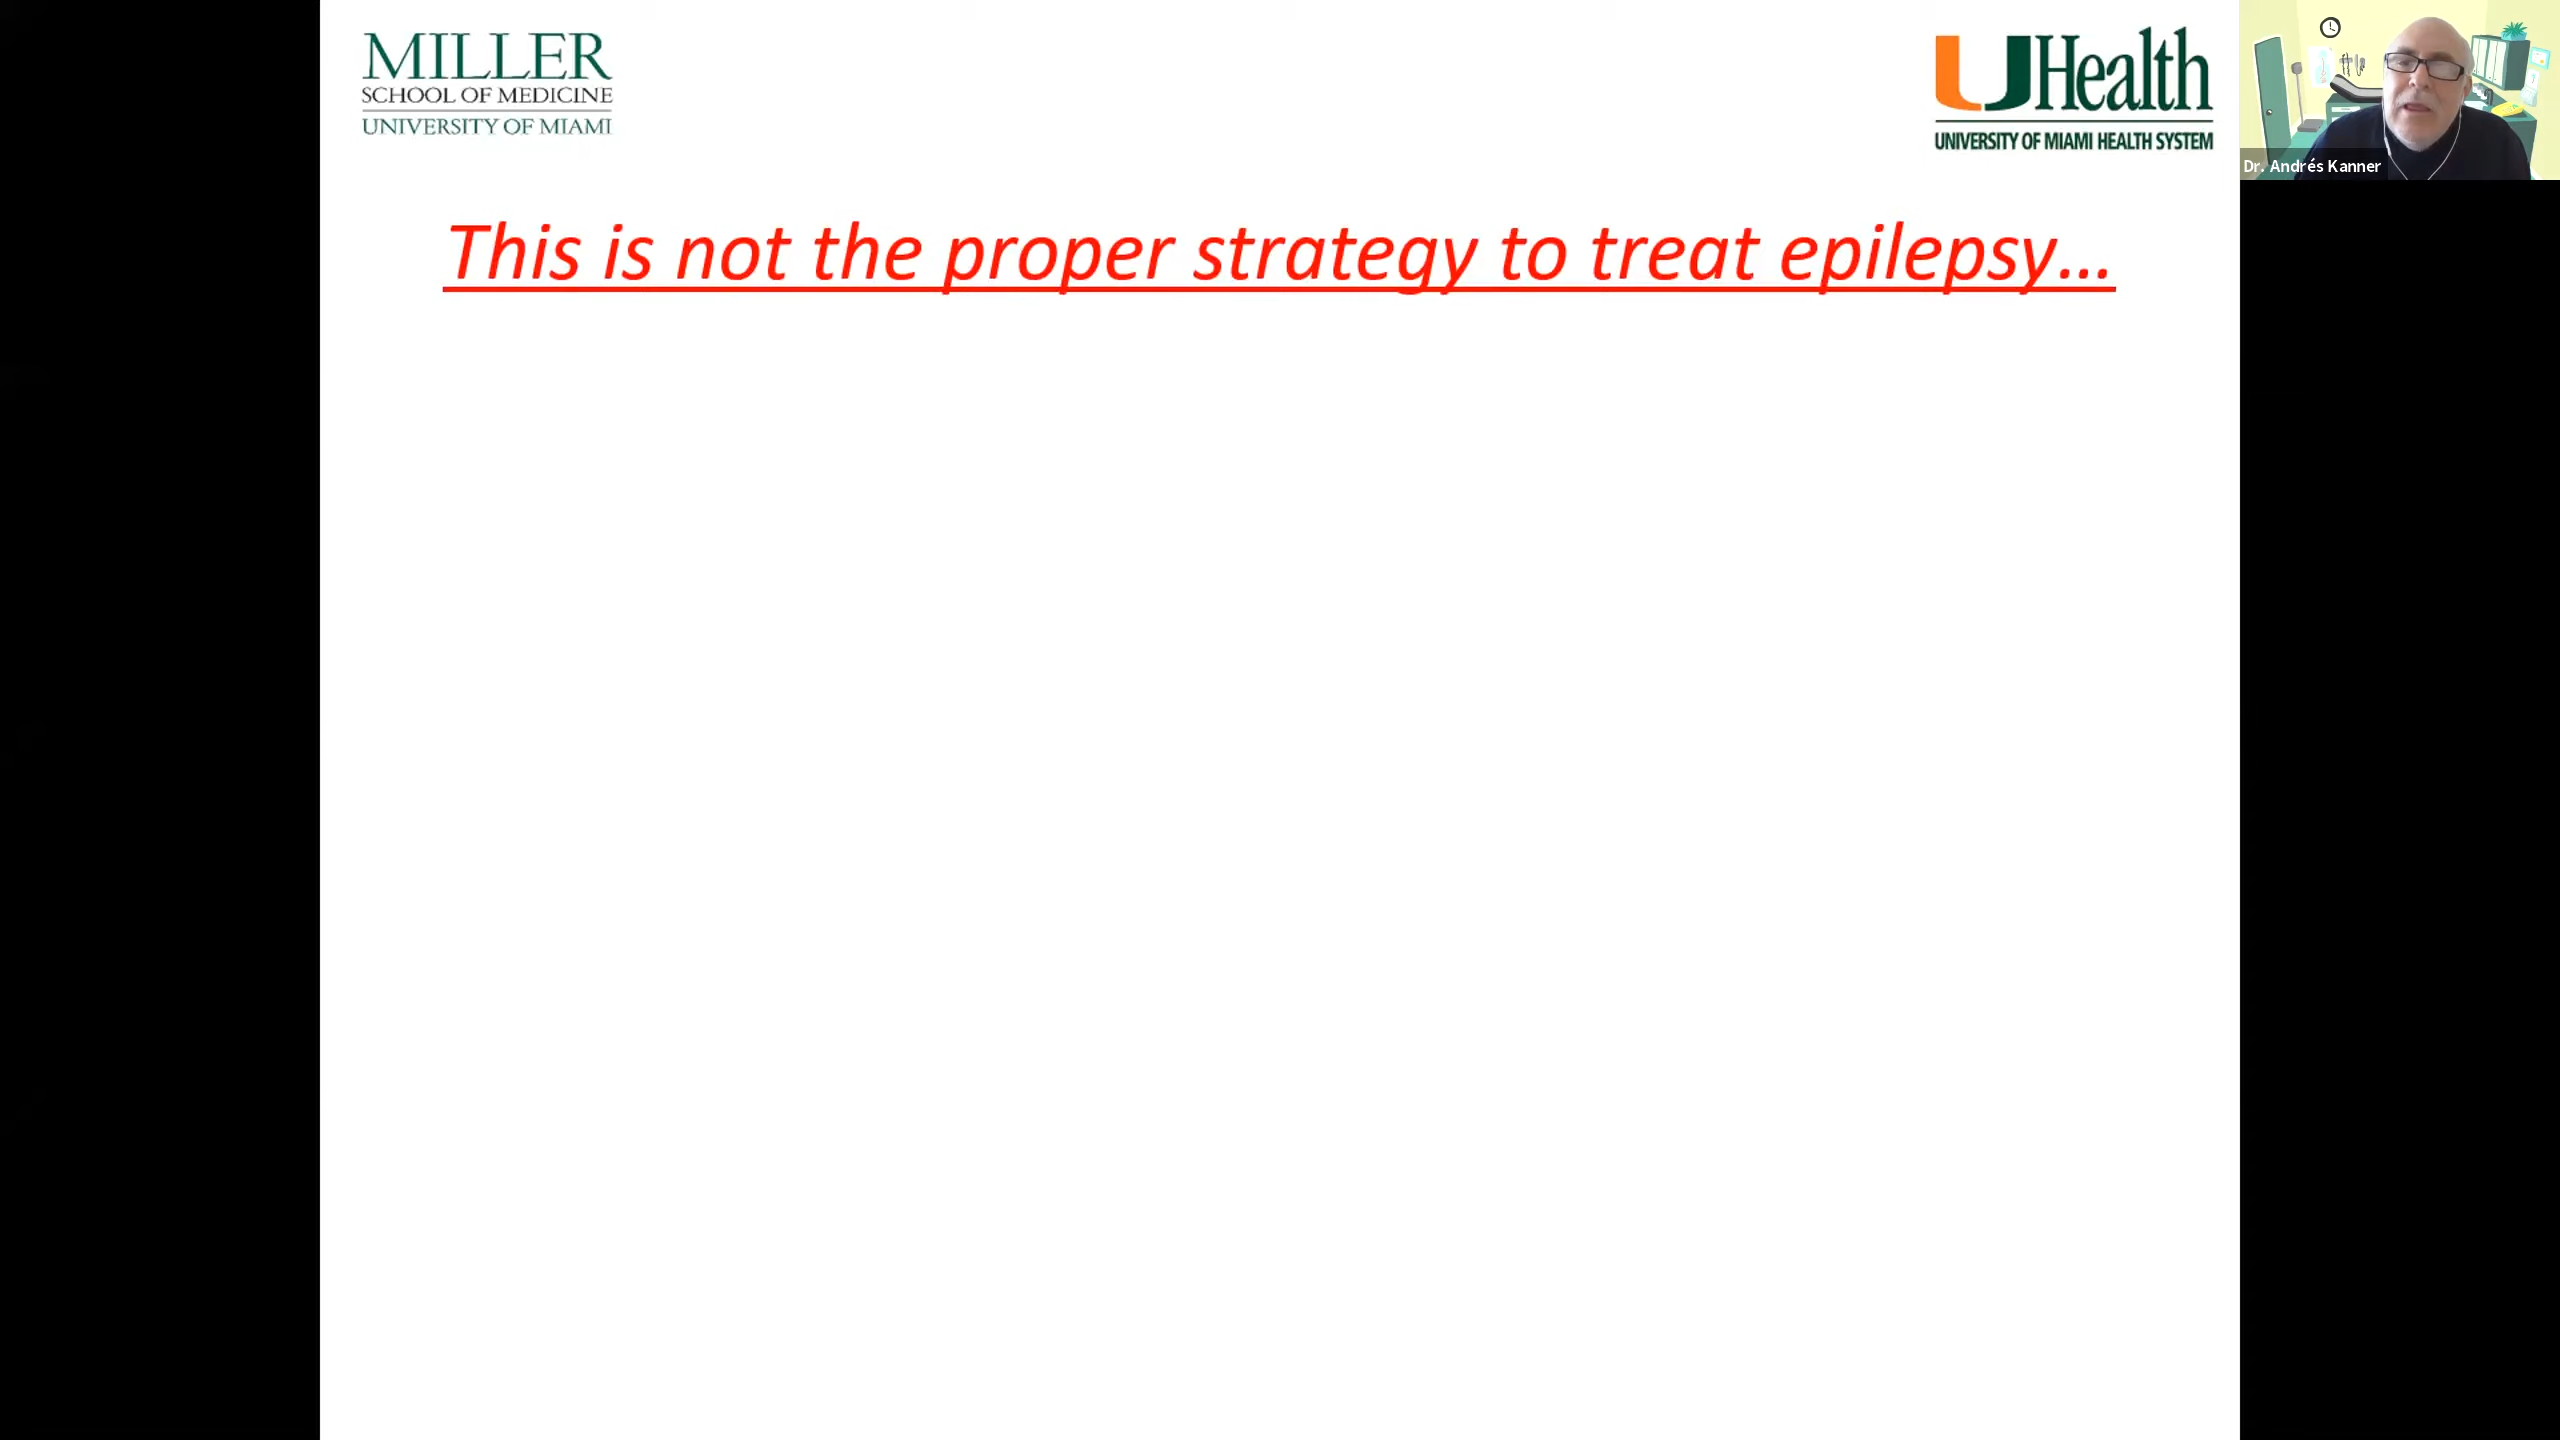 MILLER
SCHOOL OF MEDICINE
UNIVERSITY OF MIAMI
UHealth
UNIVERSITY OF MIAMI HEALTH SYSTEM
Dr. Andrés Kanner
This is not the proper strategy to treat epilepsy...